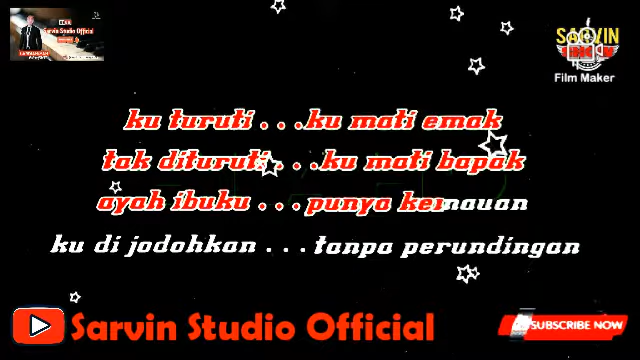 Sarvin Studio Official
SARVIN
Film Maker
ku turuti . . .ku mati emak
tak dituruti. . .ku mati bapak
ayah ibuku . . .punya kemauan
ku di jodohkan . . .tanpa perundingan
Sarvin Studio Official
SUBSCRIBE NOW